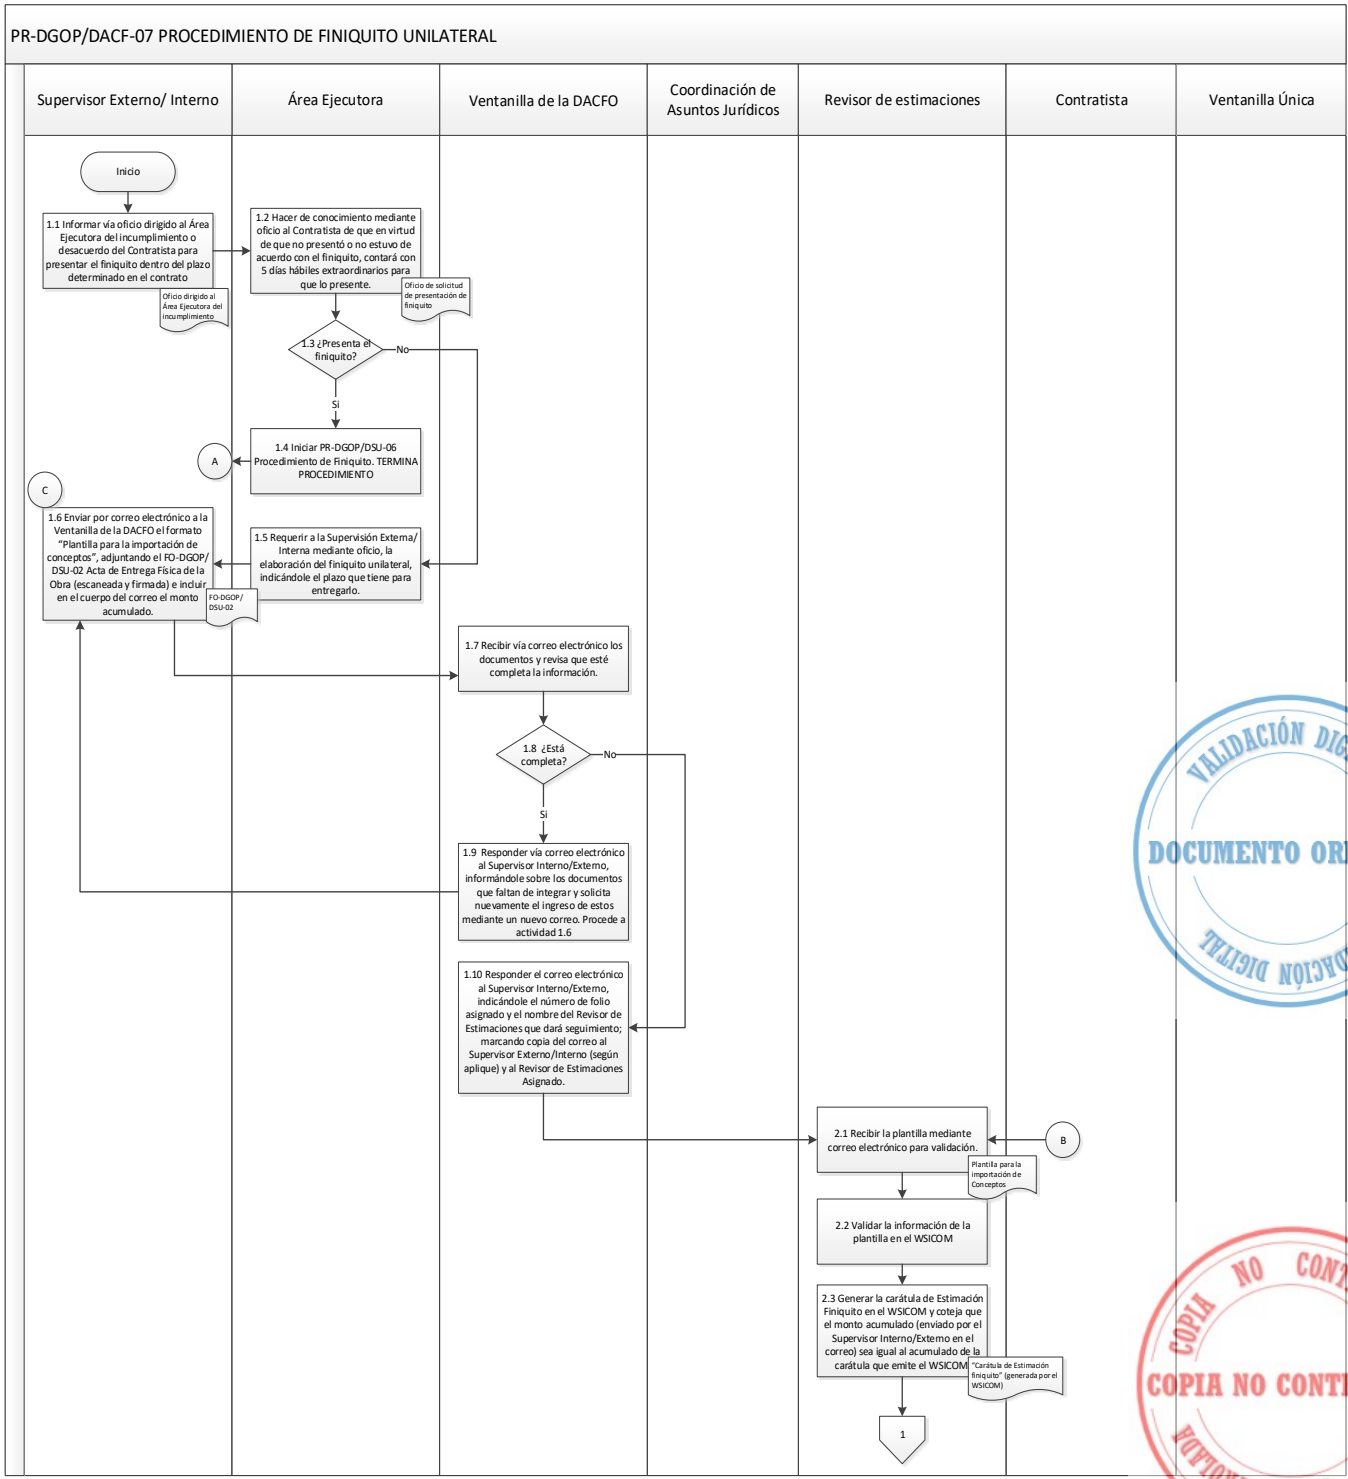 PR-DGOP/DACF-07 PROCEDIMIENTO DE FINIQUITO UNILATERAL
Supervisor Externo/ Interno
Área Ejecutora
Ventanilla de la DACFO
Coordinación de
Asuntos Jurídicos
Revisor de estimaciones
Contratista
Ventanilla Única
Inicio
1.1 Informar vía oficio dirigido al Área
Ejecutora del incumplimiento o
desacuerdo del Contratista para
presentar el finiquito dentro del plazo
determinado en el contrato
Oficio dirigido al
Área Ejecutora del
incumplimiento
1.2 Hacer de conocimiento mediante
oficio al Contratista de que en virtud
de que no presentó o no estuvo de
acuerdo con el finiquito, contará con
5 días hábiles extraordinarios para
que lo presente.
Oficio de solicitud
de presentación de
finiquito
1.3 ¿Presenta el
finiquito?
No
Si
1.4 Iniciar PR-DGOP/DSU-06
Procedimiento de Finiquito. TERMINA
PROCEDIMIENTO
A
C
1.6 Enviar por correo electrónico a la
Ventanilla de la DACFO el formato
“Plantilla para la importación de
conceptos”, adjuntando el FO-DGOP/
DSU-02 Acta de Entrega Física de la
Obra (escaneada y firmada) e incluir
en el cuerpo del correo el monto
acumulado.
FO-DGOP/
DSU-02
1.5 Requerir a la Supervisión Externa/
Interna mediante oficio, la
elaboración del finiquito unilateral,
indicándole el plazo que tiene para
entregarlo.
1.7 Recibir vía correo electrónico los
documentos y revisa que esté
completa la información.
1.8 ¿Está
completa?
No
Si
1.9 Responder vía correo electrónico
al Supervisor Interno/Externo,
informándole sobre los documentos
que faltan de integrar y solicita
nuevamente el ingreso de estos
mediante un nuevo correo. Procede a
actividad 1.6
1.10 Responder el correo electrónico
al Supervisor Interno/Externo,
indicándole el número de folio
asignado y el nombre del Revisor de
Estimaciones que dará seguimiento;
marcando copia del correo al
Supervisor Externo/Interno (según
aplique) y al Revisor de Estimaciones
Asignado.
2.1 Recibir la plantilla mediante
correo electrónico para validación.
B
Plantilla para la
importación de
Conceptos
2.2 Validar la información de la
plantilla en el WSICOM
2.3 Generar la carátula de Estimación
Finiquito en el WSICOM y coteja que
el monto acumulado (enviado por el
Supervisor Interno/Externo en el
correo) sea igual al acumulado de la
carátula que emite el WSICOM
"Carátula de Estimación
finiquito" (generada por el
WSICOM)
1
VALIDACIÓN DIG
DOCUMENTO ORI
DACIÓN DIGITAL
COPIA NO CONT
COPIA NO CONT